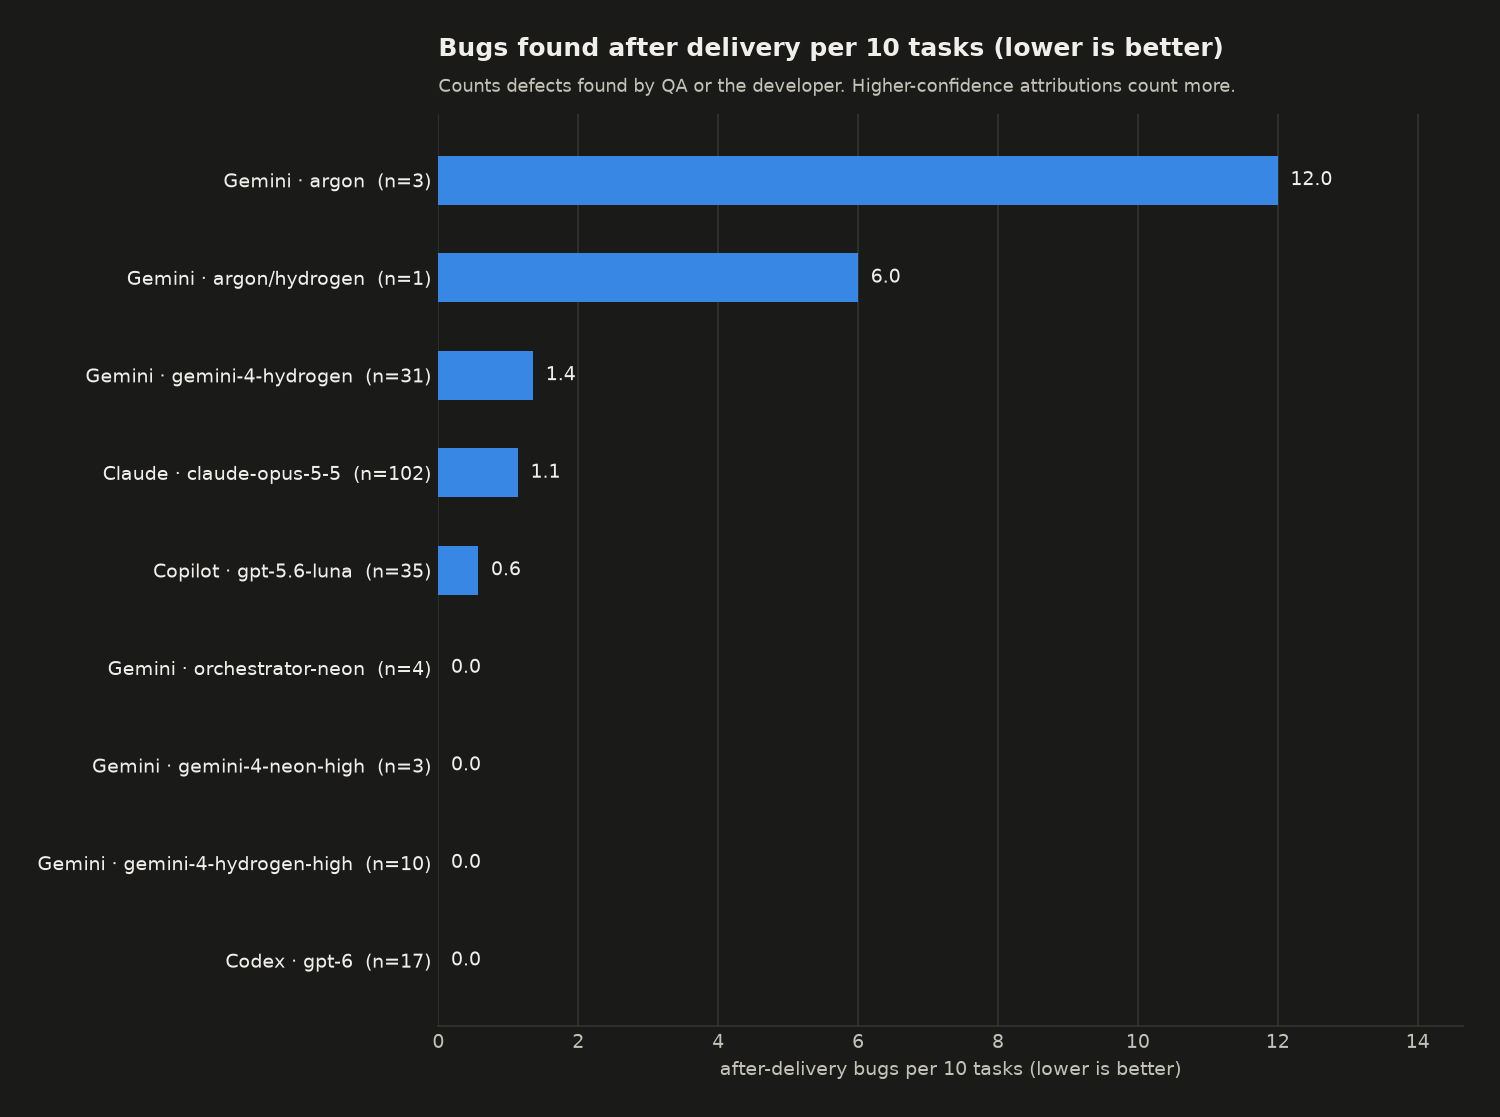 Bugs found after delivery per 10 tasks (lower is better)
Counts defects found by QA or the developer. Higher-confidence attributions count more.
Gemini · argon (n=3) 12.0
Gemini · argon/hydrogen (n=1) 6.0
Gemini · gemini-4-hydrogen (n=31) 1.4
Claude · claude-opus-5-5 (n=102) 1.1
Copilot · gpt-5.6-luna (n=35) 0.6
Gemini · orchestrator-neon (n=4) 0.0
Gemini · gemini-4-neon-high (n=3) 0.0
Gemini · gemini-4-hydrogen-high (n=10) 0.0
Codex · gpt-6 (n=17) 0.0
0 2 4 6 8 10 12 14
after-delivery bugs per 10 tasks (lower is better)